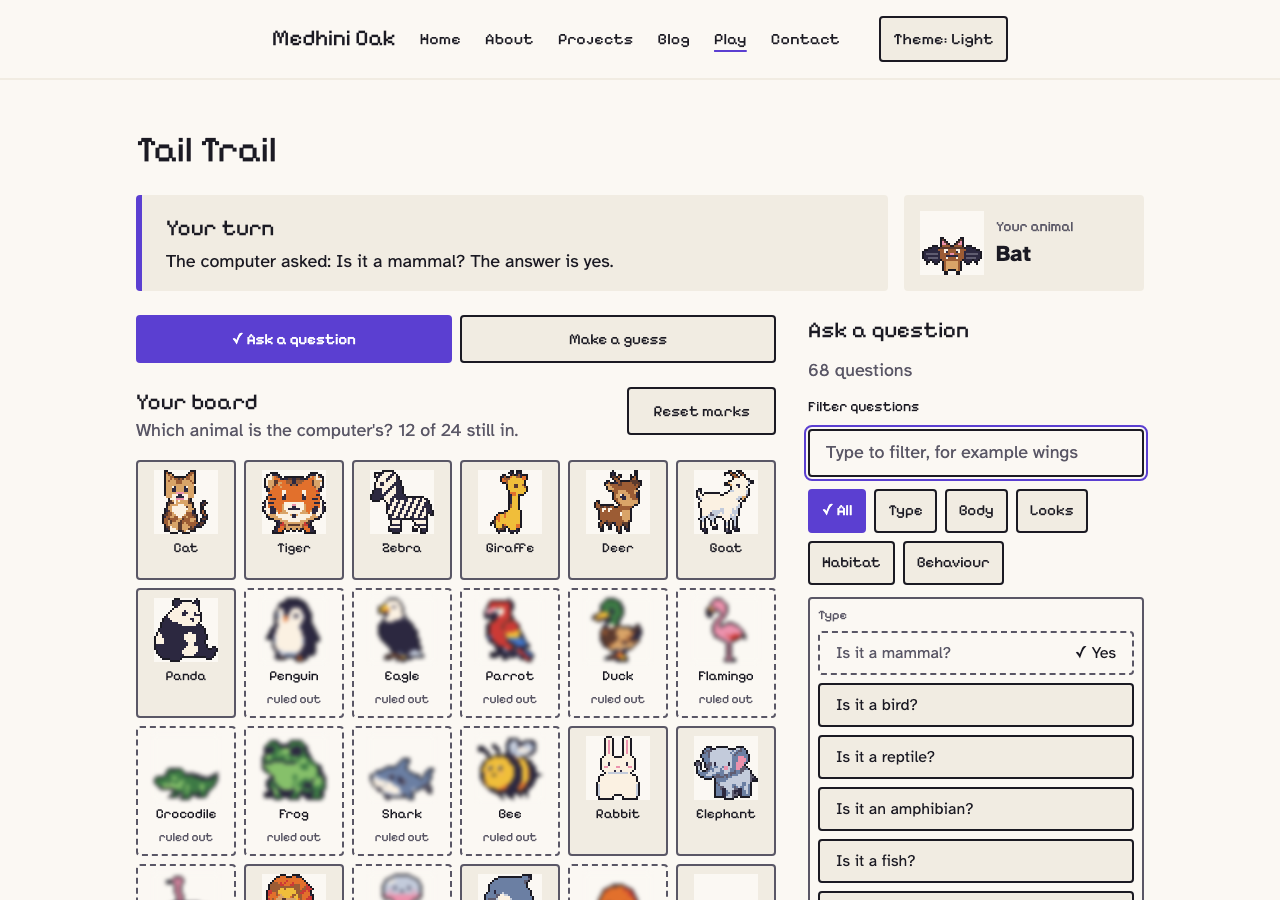 Medhini Oak Home About Projects Blog Play Contact Theme: Light
Tail Trail
Your turn
The computer asked: Is it a mammal? The answer is yes.
Your animal
Bat
✓ Ask a question Make a guess
Your board
Which animal is the computer's? 12 of 24 still in.
Reset marks
Cat Tiger Zebra Giraffe Deer Goat
Panda Penguin Eagle Parrot Duck Flamingo
ruled out ruled out ruled out ruled out ruled out
Crocodile Frog Shark Bee Rabbit Elephant
ruled out ruled out ruled out ruled out
Ask a question
68 questions
Filter questions
Type to filter, for example wings
✓ All Type Body Looks
Habitat Behaviour
Type
Is it a mammal? ✓ Yes
Is it a bird?
Is it a reptile?
Is it an amphibian?
Is it a fish?